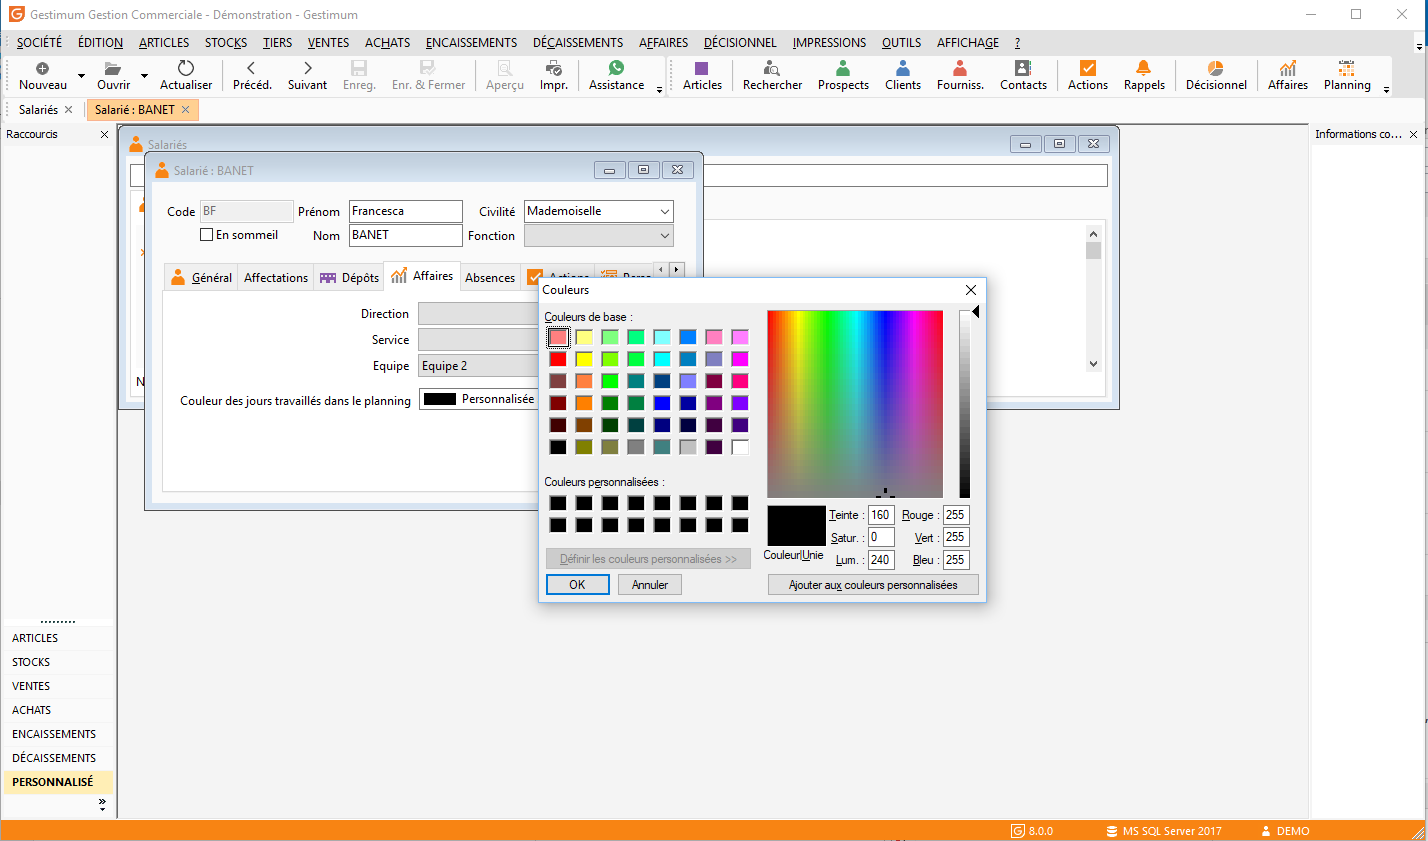 Gestimum Gestion Commerciale - Démonstration - Gestimum
SOCIÉTÉ ÉDITION ARTICLES STOCKS TIERS VENTES ACHATS ENCAISSEMENTS DÉCAISSEMENTS AFFAIRES DÉCISIONNEL IMPRESSIONS OUTILS AFFICHAGE ?
Nouveau Ouvrir Actualiser Précéd. Suivant Enreg. Enr. & Fermer Aperçu Impr. Assistance Articles Rechercher Prospects Clients Fourniss. Contacts Actions Rappels Décisionnel Affaires Planning
Salariés Salarié : BANET
Raccourcis
Informations co...
Salariés
Salarié : BANET
Code BF Prénom Francesca Civilité Mademoiselle
En sommeil Nom BANET Fonction
Général Affectations Dépôts Affaires Absences
Direction
Service
Equipe Equipe 2
Couleur des jours travaillés dans le planning Personnalisée
N
Couleurs
Couleurs de base :
Couleurs personnalisées :
Définir les couleurs personnalisées >>
OK Annuler
Teinte : 160 Rouge : 255
Satur. : 0 Vert : 255
Couleur|Unie Lum. : 240 Bleu : 255
Ajouter aux couleurs personnalisées
ARTICLES
STOCKS
VENTES
ACHATS
ENCAISSEMENTS
DÉCAISSEMENTS
PERSONNALISÉ
8.0.0 MS SQL Server 2017 DEMO